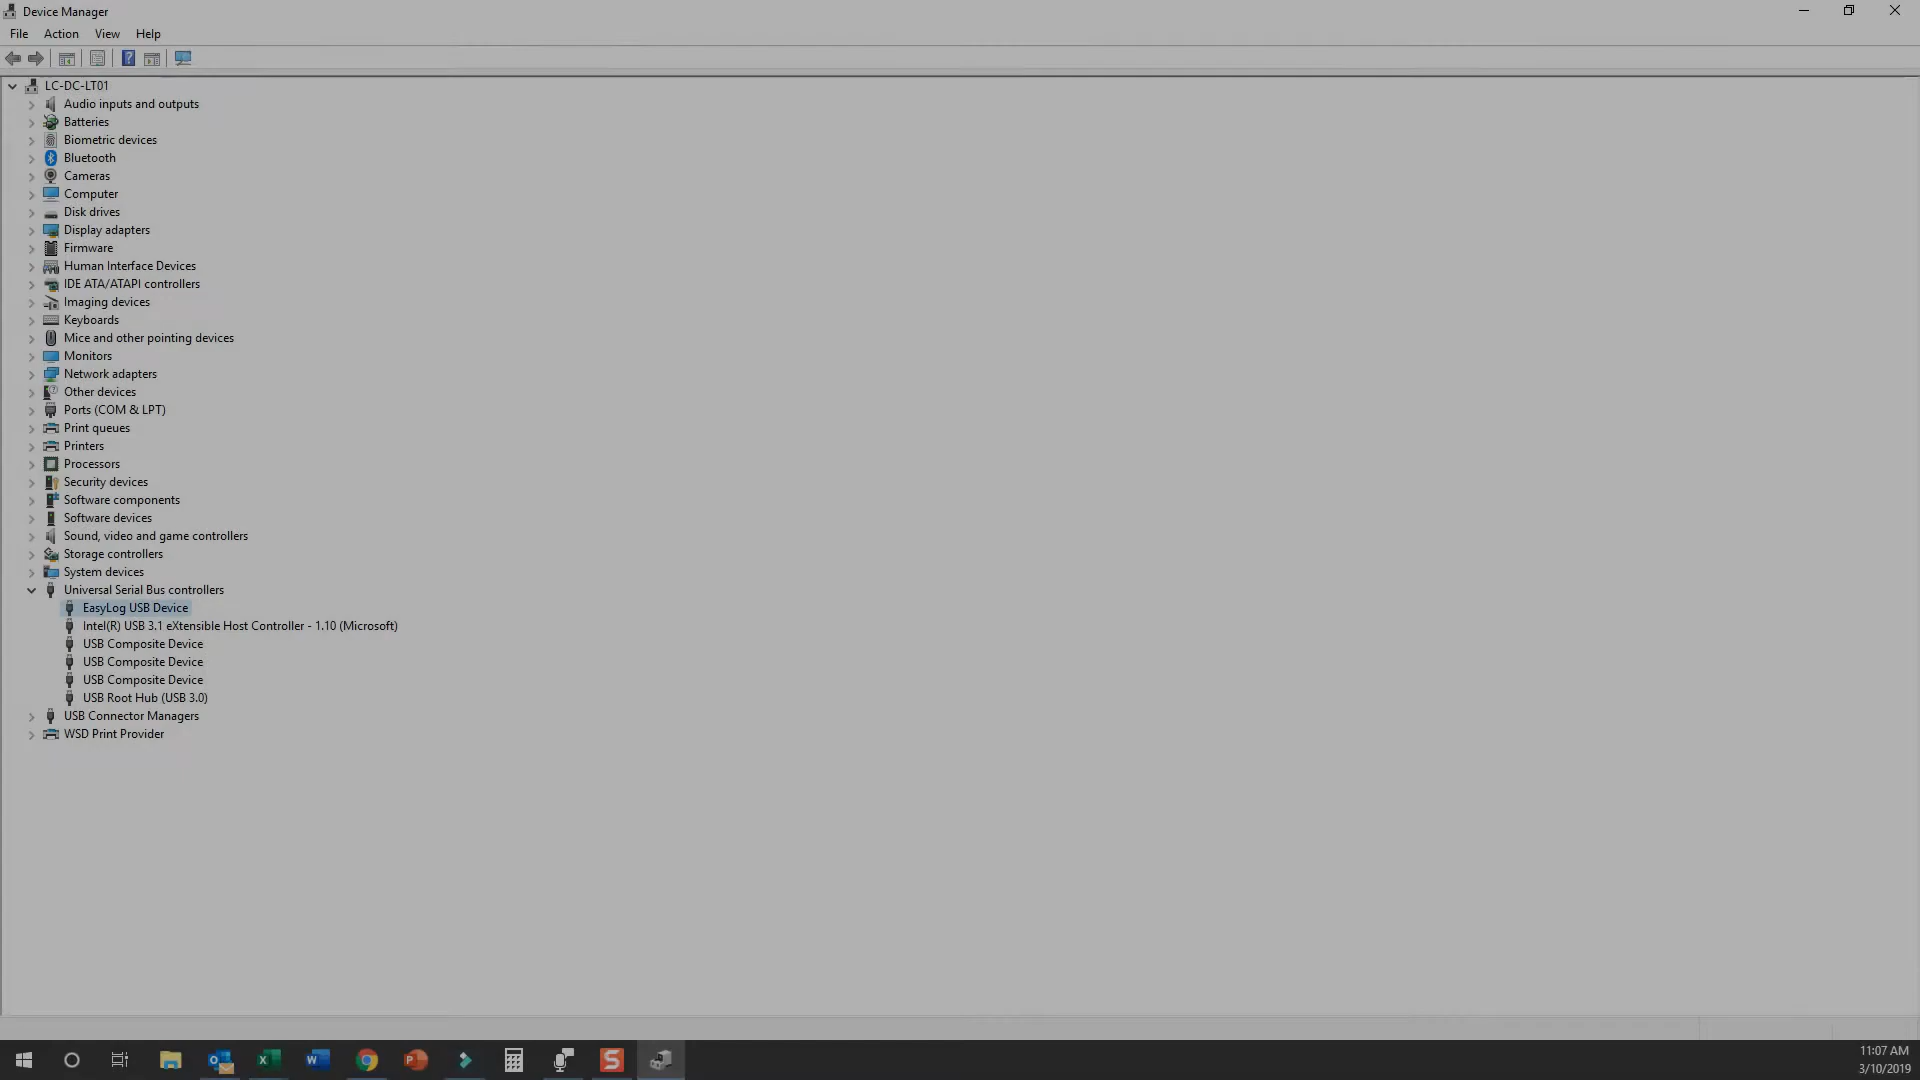 Device Manager
File Action View Help
LC-DC-LT01
Audio inputs and outputs
Batteries
Biometric devices
Bluetooth
Cameras
Computer
Disk drives
Display adapters
Firmware
Human Interface Devices
IDE ATA/ATAPI controllers
Imaging devices
Keyboards
Mice and other pointing devices
Monitors
Network adapters
Other devices
Ports (COM & LPT)
Print queues
Printers
Processors
Security devices
Software components
Software devices
Sound, video and game controllers
Storage controllers
System devices
Universal Serial Bus controllers
EasyLog USB Device
Intel(R) USB 3.1 eXtensible Host Controller - 1.10 (Microsoft)
USB Composite Device
USB Composite Device
USB Composite Device
USB Root Hub (USB 3.0)
USB Connector Managers
WSD Print Provider
11:07 AM
3/10/2019